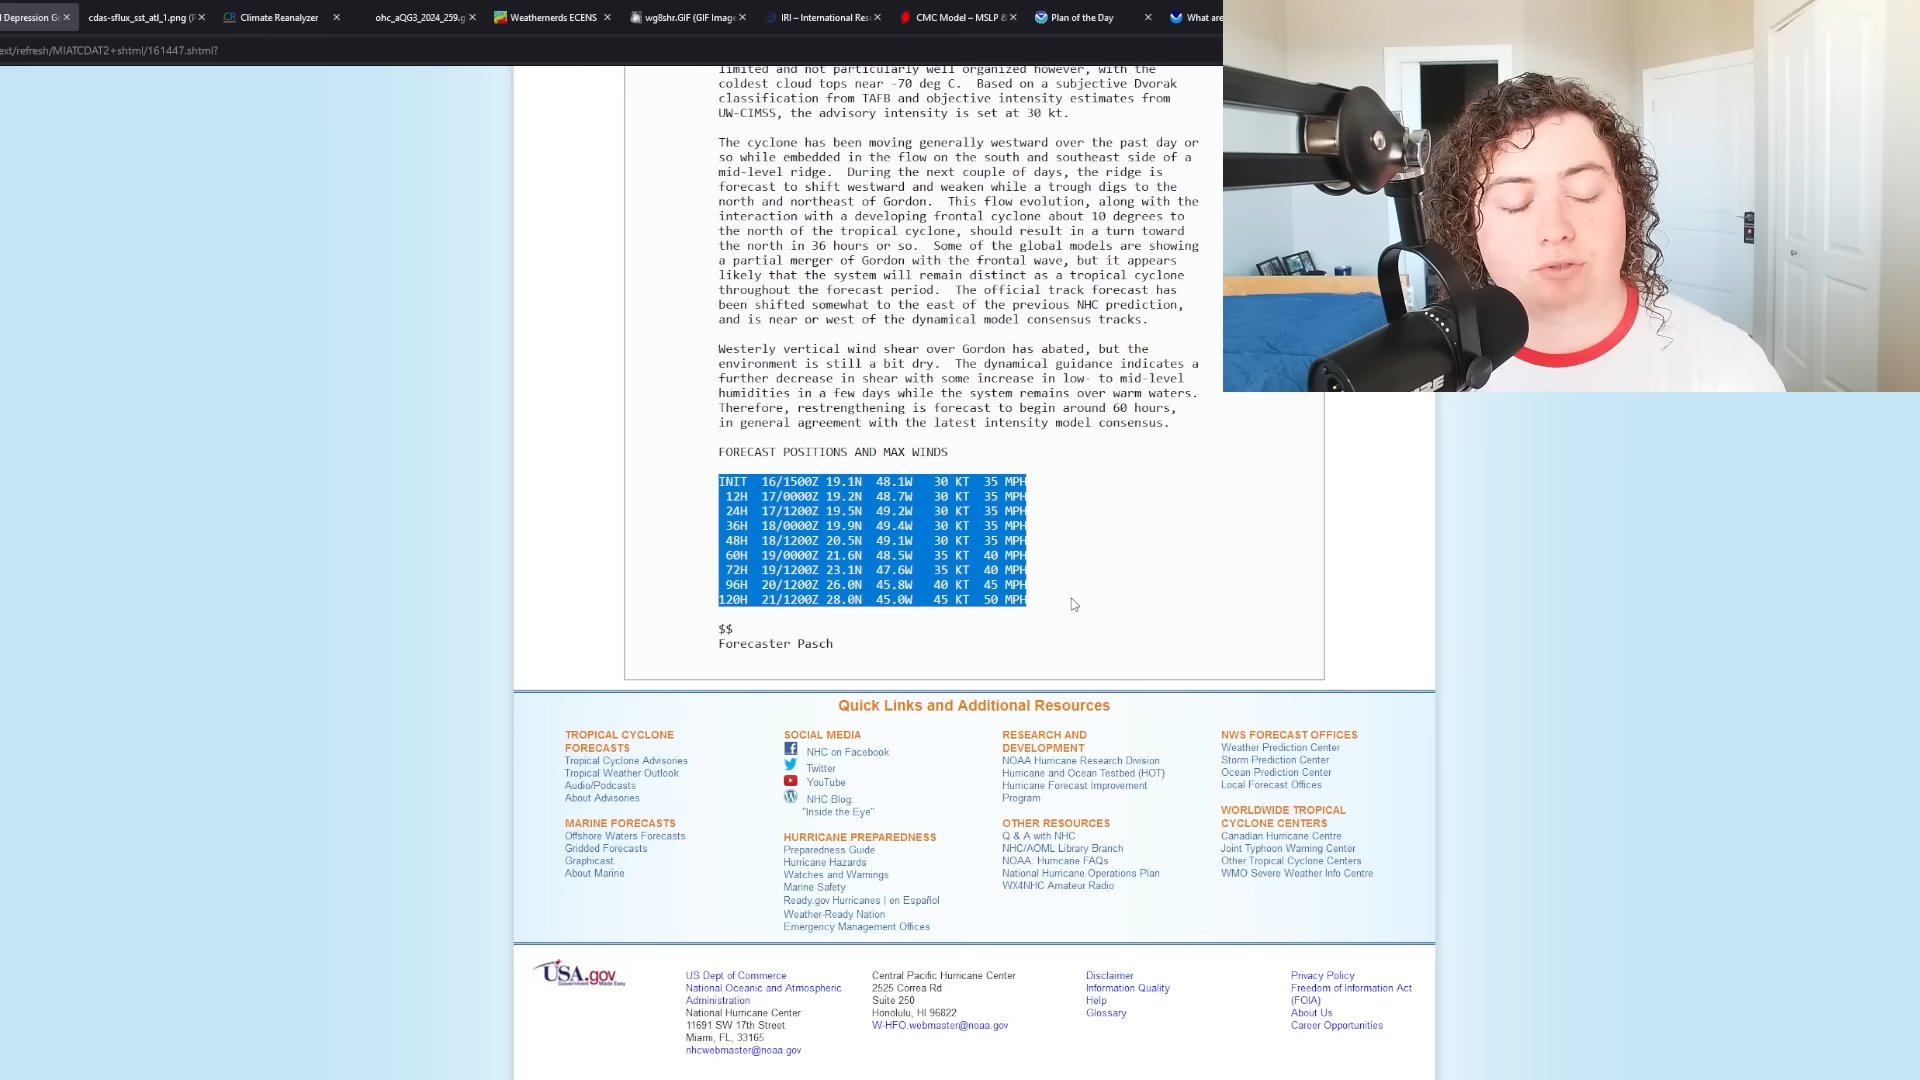 l Depression G
cdas-sflux_sst_atl_1.png (P
Climate Reanalyzer
ohc_aQG3_2024_259.g
Weathernerds ECENS
wg8shr.GIF (GIF Imag
IRI – International Res
CMC Model – MSLP &
Plan of the Day
What are
ext/refresh/MIATCDAT2+shtml/161447.shtml?
limited and not particularly well organized however, with the
coldest cloud tops near -70 deg C.  Based on a subjective Dvorak
classification from TAFB and objective intensity estimates from
UW-CIMSS, the advisory intensity is set at 30 kt.
The cyclone has been moving generally westward over the past day or
so while embedded in the flow on the south and southeast side of a
mid-level ridge.  During the next couple of days, the ridge is
forecast to shift westward and weaken while a trough digs to the
north and northeast of Gordon.  This flow evolution, along with the
interaction with a developing frontal cyclone about 10 degrees to
the north of the tropical cyclone, should result in a turn toward
the north in 36 hours or so.  Some of the global models are showing
a partial merger of Gordon with the frontal wave, but it appears
likely that the system will remain distinct as a tropical cyclone
throughout the forecast period.  The official track forecast has
been shifted somewhat to the east of the previous NHC prediction,
and is near or west of the dynamical model consensus tracks.
Westerly vertical wind shear over Gordon has abated, but the
environment is still a bit dry.  The dynamical guidance indicates a
further decrease in shear with some increase in low- to mid-level
humidities in a few days while the system remains over warm waters.
Therefore, restrengthening is forecast to begin around 60 hours,
in general agreement with the latest intensity model consensus.
FORECAST POSITIONS AND MAX WINDS
INIT  16/1500Z 19.1N  48.1W   30 KT  35 MPH
12H  17/0000Z 19.2N  48.7W   30 KT  35 MPH
24H  17/1200Z 19.5N  49.2W   30 KT  35 MPH
36H  18/0000Z 19.9N  49.4W   30 KT  35 MPH
48H  18/1200Z 20.5N  49.1W   30 KT  35 MPH
60H  19/0000Z 21.6N  48.5W   35 KT  40 MPH
72H  19/1200Z 23.1N  47.6W   35 KT  40 MPH
96H  20/1200Z 26.0N  45.8W   40 KT  45 MPH
120H  21/1200Z 28.0N  45.0W   45 KT  50 MPH
$$
Forecaster Pasch
Quick Links and Additional Resources
TROPICAL CYCLONE
FORECASTS
Tropical Cyclone Advisories
Tropical Weather Outlook
Audio/Podcasts
About Advisories
MARINE FORECASTS
Offshore Waters Forecasts
Gridded Forecasts
Graphicast
About Marine
SOCIAL MEDIA
NHC on Facebook
Twitter
YouTube
NHC Blog:
"Inside the Eye"
HURRICANE PREPAREDNESS
Preparedness Guide
Hurricane Hazards
Watches and Warnings
Marine Safety
Ready.gov Hurricanes | en Español
Weather-Ready Nation
Emergency Management Offices
RESEARCH AND
DEVELOPMENT
NOAA Hurricane Research Division
Hurricane and Ocean Testbed (HOT)
Hurricane Forecast Improvement
Program
OTHER RESOURCES
Q & A with NHC
NHC/AOML Library Branch
NOAA: Hurricane FAQs
National Hurricane Operations Plan
WX4NHC Amateur Radio
NWS FORECAST OFFICES
Weather Prediction Center
Storm Prediction Center
Ocean Prediction Center
Local Forecast Offices
WORLDWIDE TROPICAL
CYCLONE CENTERS
Canadian Hurricane Centre
Joint Typhoon Warning Center
Other Tropical Cyclone Centers
WMO Severe Weather Info Centre
USA.gov
Government Made Easy
US Dept of Commerce
National Oceanic and Atmospheric
Administration
National Hurricane Center
11691 SW 17th Street
Miami, FL, 33165
nhcwebmaster@noaa.gov
Central Pacific Hurricane Center
2525 Correa Rd
Suite 250
Honolulu, HI 96822
W-HFO.webmaster@noaa.gov
Disclaimer
Information Quality
Help
Glossary
Privacy Policy
Freedom of Information Act
(FOIA)
About Us
Career Opportunities